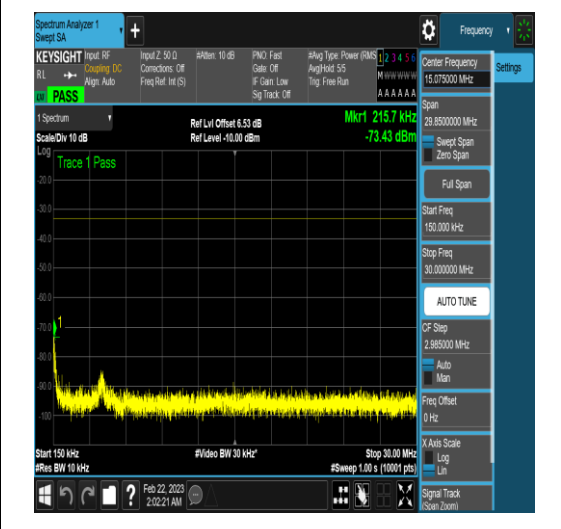 Spectrum Analyzer 1
Swept SA
Frequency
KEYSIGHT
RL
Input: RF
Coupling: DC
Align: Auto
Input Z: 50 Ω
Corrections: Off
Freq Ref: Int (S)
#Atten: 10 dB
PNO: Fast
Gate: Off
IF Gain: Low
Sig Track: Off
#Avg Type: Power (RMS
Avg|Hold: 5/5
Trig: Free Run
1 2 3 4 5 6
M W W W W W
A A A A A A
PASS
1 Spectrum
Scale/Div 10 dB
Ref Lvl Offset 6.53 dB
Ref Level -10.00 dBm
Mkr1 215.7 kHz
-73.43 dBm
Log
Trace 1 Pass
-20.0
-30.0
-40.0
-50.0
-60.0
-70.0
1
-80.0
-90.0
-100
Start 150 kHz
#Res BW 10 kHz
#Video BW 30 kHz*
Stop 30.00 MHz
#Sweep 1.00 s (10001 pts)
Feb 22, 2023
2:02:21 AM
?
Center Frequency
15.075000 MHz
Span
29.8500000 MHz
Swept Span
Zero Span
Full Span
Start Freq
150.000 kHz
Stop Freq
30.000000 MHz
AUTO TUNE
CF Step
2.985000 MHz
Auto
Man
Freq Offset
0 Hz
X Axis Scale
Log
Lin
Signal Track
(Span Zoom)
Settings